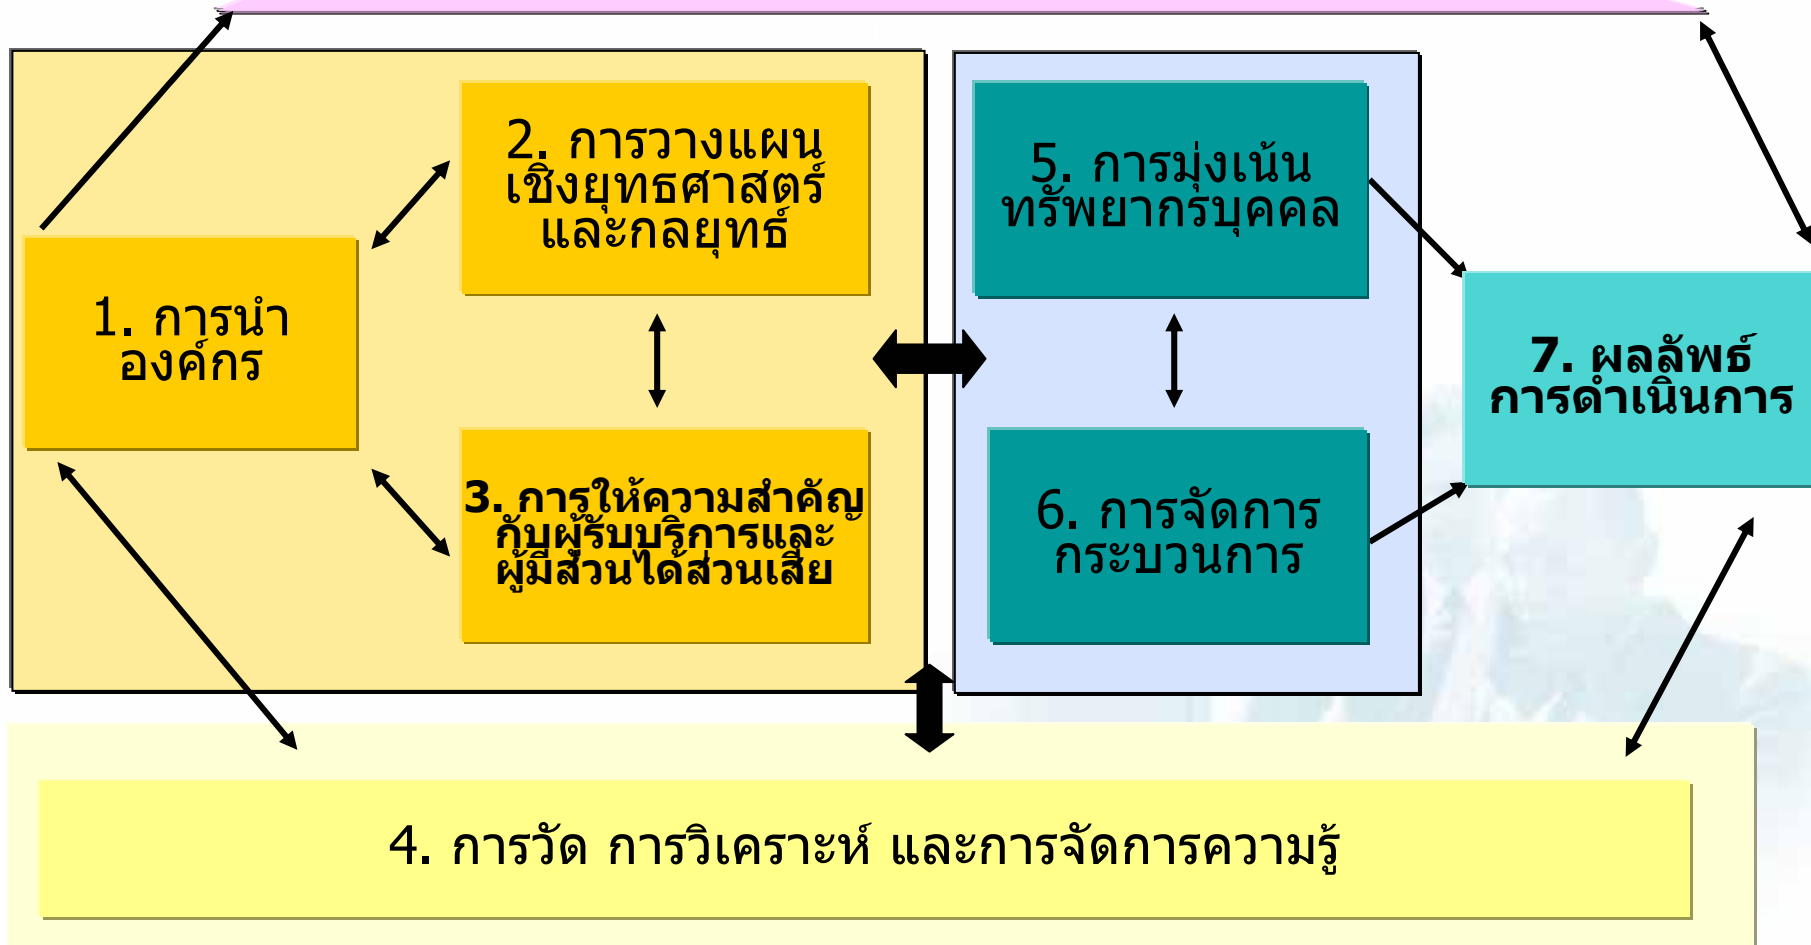 2. การวางแผน
เชิงยุทธศาสตร์
และกลยุทธ์
5. การมุ่งเน้น
ทรัพยากรบุคคล
1. การนำ
องค์กร
7. ผลลัพธ์
การดำเนินการ
3. การให้ความสำคัญ
กับผู้รับบริการและ
ผู้มีส่วนได้ส่วนเสีย
6. การจัดการ
กระบวนการ
4. การวัด การวิเคราะห์ และการจัดการความรู้